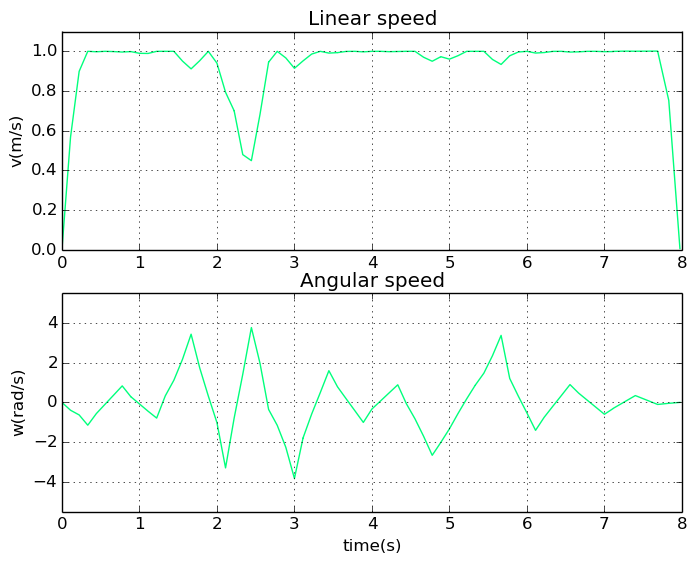 Linear speed
1.0
0.8
0.6
0.4
0.2
0.0
v(m/s)
0 1 2 3 4 5 6 7 8
Angular speed
4
2
0
−2
−4
w(rad/s)
0 1 2 3 4 5 6 7 8
time(s)